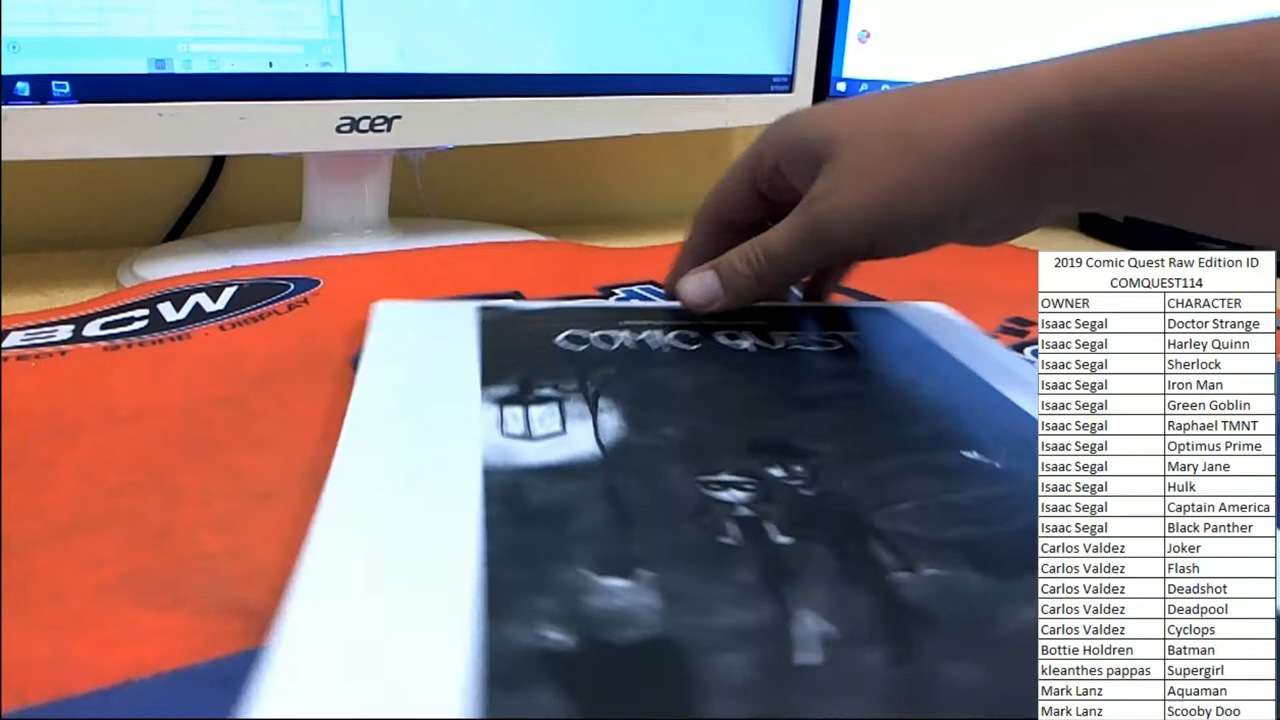 acer
BCW
TECT · STORE · DISPLAY™
COMIC QUEST
2019 Comic Quest Raw Edition ID
COMQUEST114
OWNER CHARACTER
Isaac Segal Doctor Strange
Isaac Segal Harley Quinn
Isaac Segal Sherlock
Isaac Segal Iron Man
Isaac Segal Green Goblin
Isaac Segal Raphael TMNT
Isaac Segal Optimus Prime
Isaac Segal Mary Jane
Isaac Segal Hulk
Isaac Segal Captain America
Isaac Segal Black Panther
Carlos Valdez Joker
Carlos Valdez Flash
Carlos Valdez Deadshot
Carlos Valdez Deadpool
Carlos Valdez Cyclops
Bottie Holdren Batman
kleanthes pappas Supergirl
Mark Lanz Aquaman
Mark Lanz Scooby Doo